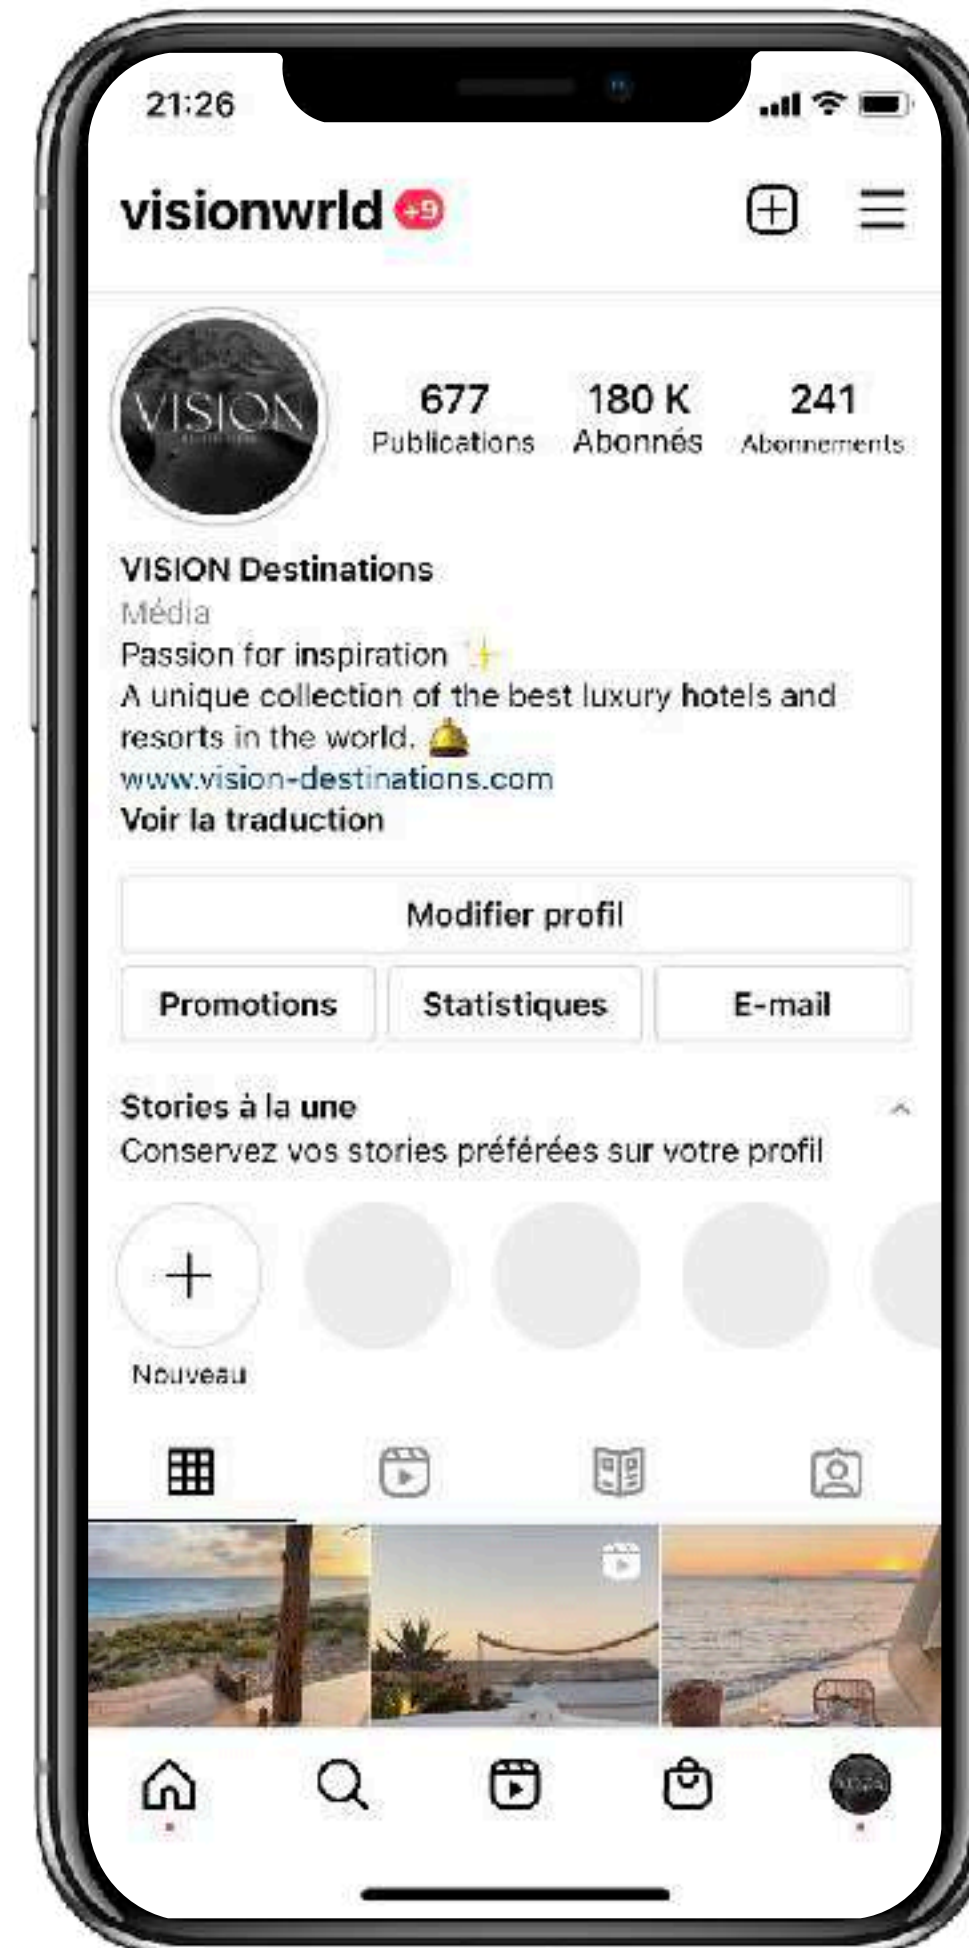 21:26
visionwrld +9
VISION
677 180 K 241
Publications Abonnés Abonnements
VISION Destinations
Média
Passion for inspiration ✨
A unique collection of the best luxury hotels and
resorts in the world. 🛎️
www.vision-destinations.com
Voir la traduction
Modifier profil
Promotions Statistiques E-mail
Stories à la une
Conservez vos stories préférées sur votre profil
Nouveau